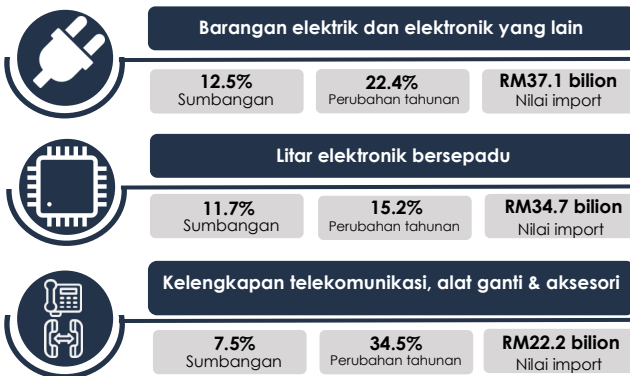 Barangan elektrik dan elektronik yang lain
12.5% 22.4% RM37.1 bilion
Sumbangan Perubahan tahunan Nilai import
Litar elektronik bersepadu
11.7% 15.2% RM34.7 bilion
Sumbangan Perubahan tahunan Nilai import
Kelengkapan telekomunikasi, alat ganti & aksesori
7.5% 34.5% RM22.2 bilion
Sumbangan Perubahan tahunan Nilai import